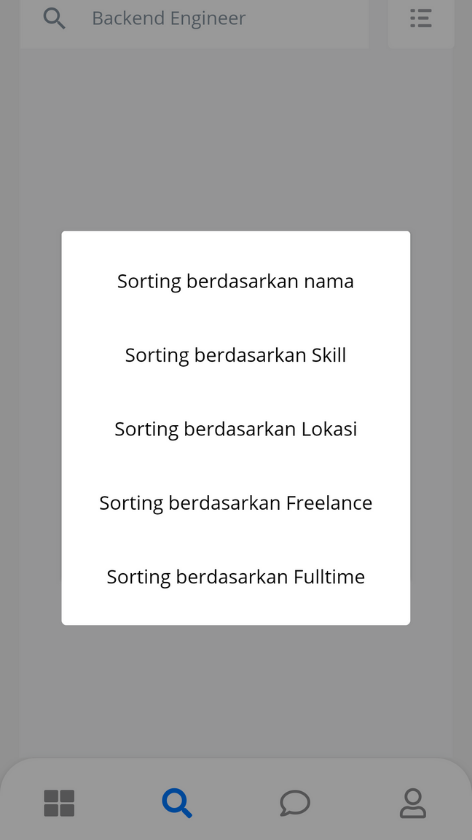 Backend Engineer
Sorting berdasarkan nama
Sorting berdasarkan Skill
Sorting berdasarkan Lokasi
Sorting berdasarkan Freelance
Sorting berdasarkan Fulltime